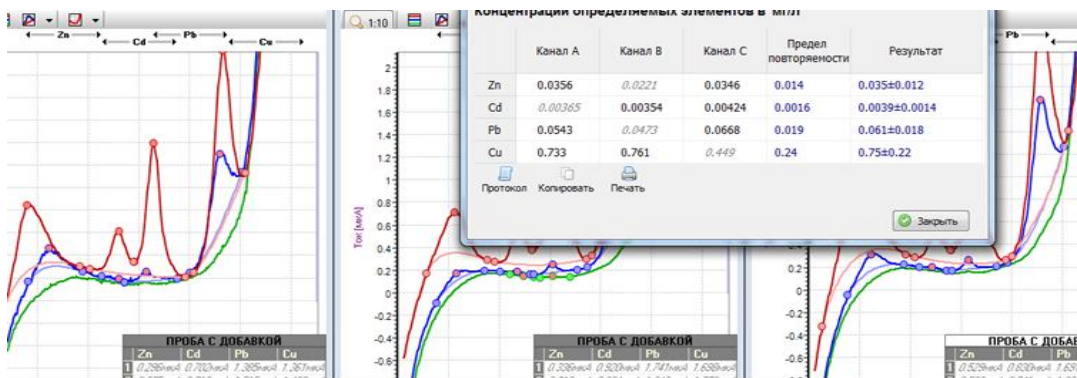 1:10
Концентрации определяемых элементов в мг/л
Zn Cd Pb Cu
Pb
Канал A Канал B Канал C Предел повторяемости Результат
Zn 0.0356 0.0221 0.0346 0.014 0.035±0.012
Cd 0.00365 0.00354 0.00424 0.0016 0.0039±0.0014
Pb 0.0543 0.0473 0.0668 0.019 0.061±0.018
Cu 0.733 0.761 0.449 0.24 0.75±0.22
Протокол Копировать Печать
Закрыть
Ток [мкА]
2
1.8
1.6
1.4
1.2
1
0.8
0.6
0.4
0.2
0
-0.2
-0.4
-0.6
0.2
0
-0.2
-0.4
-0.6
ПРОБА С ДОБАВКОЙ
Zn Cd Pb Cu
1 0.296мкА 0.702мкА 1.365мкА 1.361мкА
ПРОБА С ДОБАВКОЙ
Zn Cd Pb Cu
1 0.336мкА 0.920мкА 1.741мкА 1.698мкА
ПРОБА С ДОБАВ
Zn Cd Pb
1 0.529мкА 0.630мкА 1.69